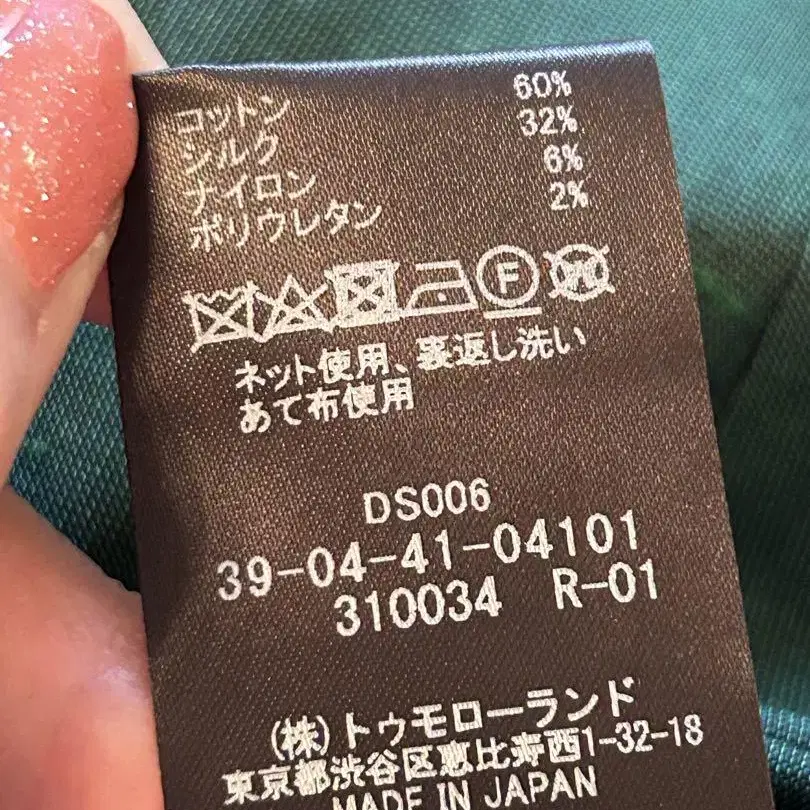 コットン 60%
シルク 32%
ナイロン 6%
ポリウレタン 2%
F W
ネット使用、裏返し洗い
あて布使用
DS006
39-04-41-04101
310034 R-01
(株)トゥモローランド
東京都渋谷区恵比寿西1-32-18
MADE IN JAPAN